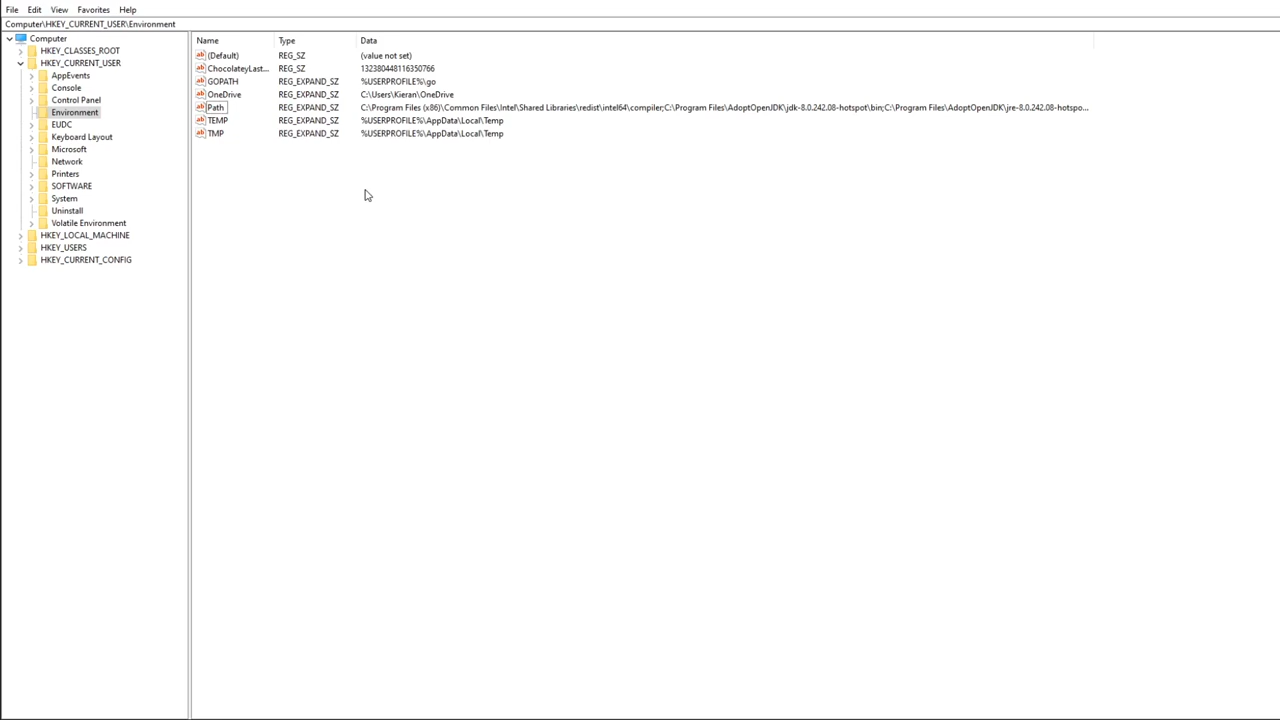 File Edit View Favorites Help
Computer\HKEY_CURRENT_USER\Environment
Computer
HKEY_CLASSES_ROOT
HKEY_CURRENT_USER
AppEvents
Console
Control Panel
Environment
EUDC
Keyboard Layout
Microsoft
Network
Printers
SOFTWARE
System
Uninstall
Volatile Environment
HKEY_LOCAL_MACHINE
HKEY_USERS
HKEY_CURRENT_CONFIG
Name Type Data
(Default) REG_SZ (value not set)
ChocolateyLast... REG_SZ 132380448116350766
GOPATH REG_EXPAND_SZ %USERPROFILE%\go
OneDrive REG_EXPAND_SZ C:\Users\Kieran\OneDrive
Path REG_EXPAND_SZ C:\Program Files (x86)\Common Files\Intel\Shared Libraries\redist\intel64\compiler;C:\Program Files\AdoptOpenJDK\jdk-8.0.242.08-hotspot\bin;C:\Program Files\AdoptOpenJDK\jre-8.0.242.08-hotspo...
TEMP REG_EXPAND_SZ %USERPROFILE%\AppData\Local\Temp
TMP REG_EXPAND_SZ %USERPROFILE%\AppData\Local\Temp